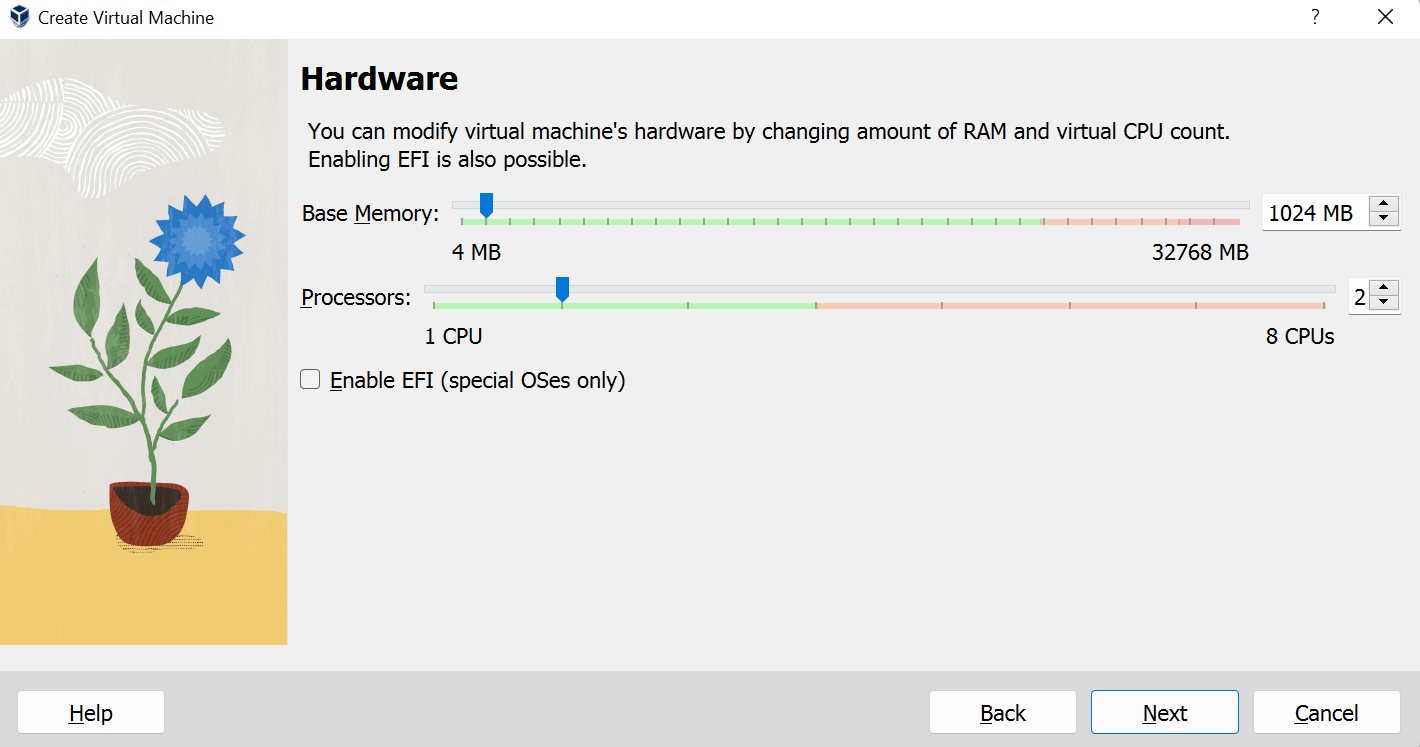 Create Virtual Machine
?
Hardware
You can modify virtual machine's hardware by changing amount of RAM and virtual CPU count.
Enabling EFI is also possible.
Base Memory: 1024 MB
4 MB 32768 MB
Processors: 2
1 CPU 8 CPUs
Enable EFI (special OSes only)
Help Back Next Cancel